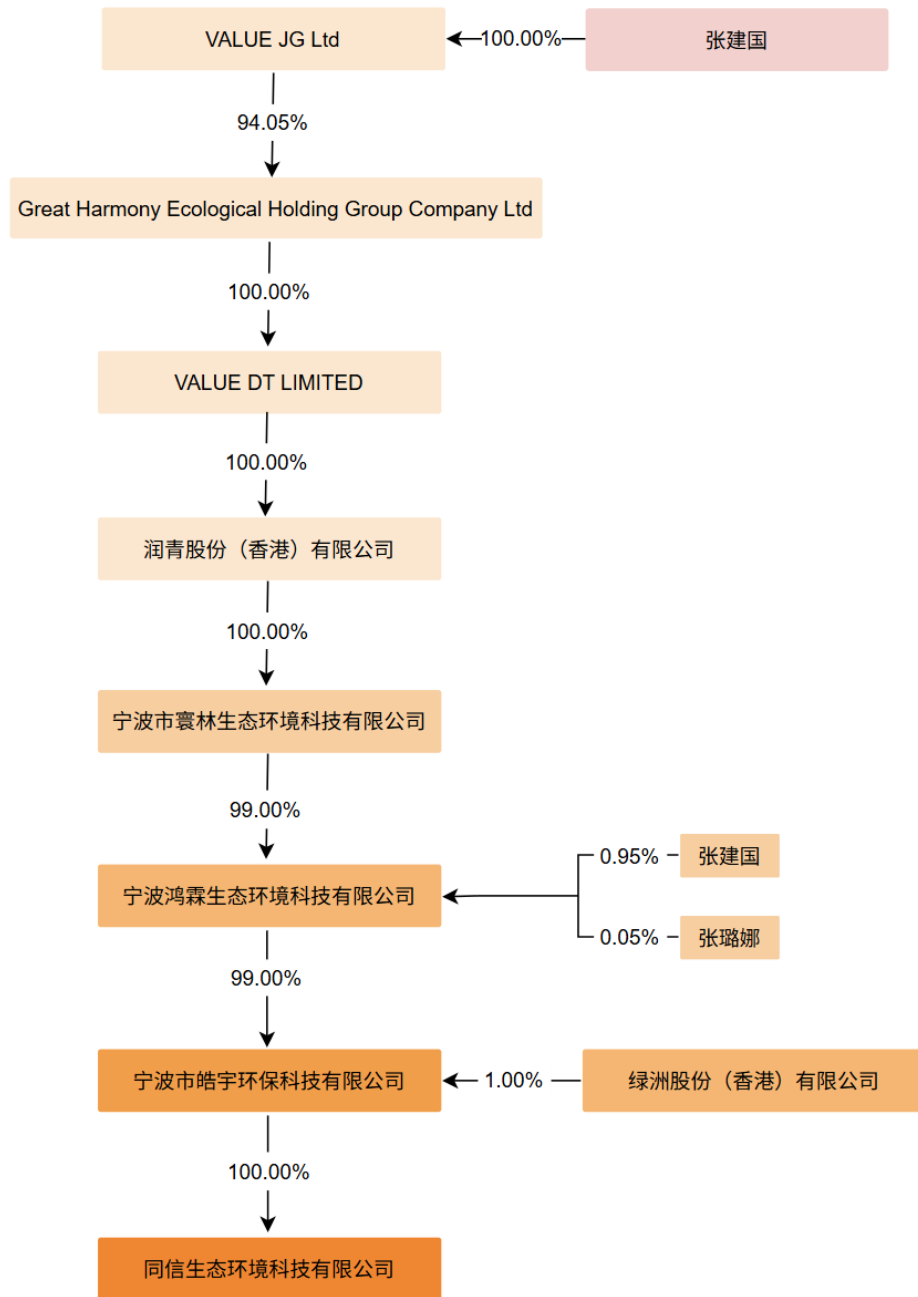 VALUE JG Ltd
100.00%
张建国
94.05%
Great Harmony Ecological Holding Group Company Ltd
100.00%
VALUE DT LIMITED
100.00%
润青股份（香港）有限公司
100.00%
宁波市寰林生态环境科技有限公司
99.00%
0.95%
张建国
宁波鸿霖生态环境科技有限公司
0.05%
张璐娜
99.00%
宁波市皓宇环保科技有限公司
1.00%
绿洲股份（香港）有限公司
100.00%
同信生态环境科技有限公司